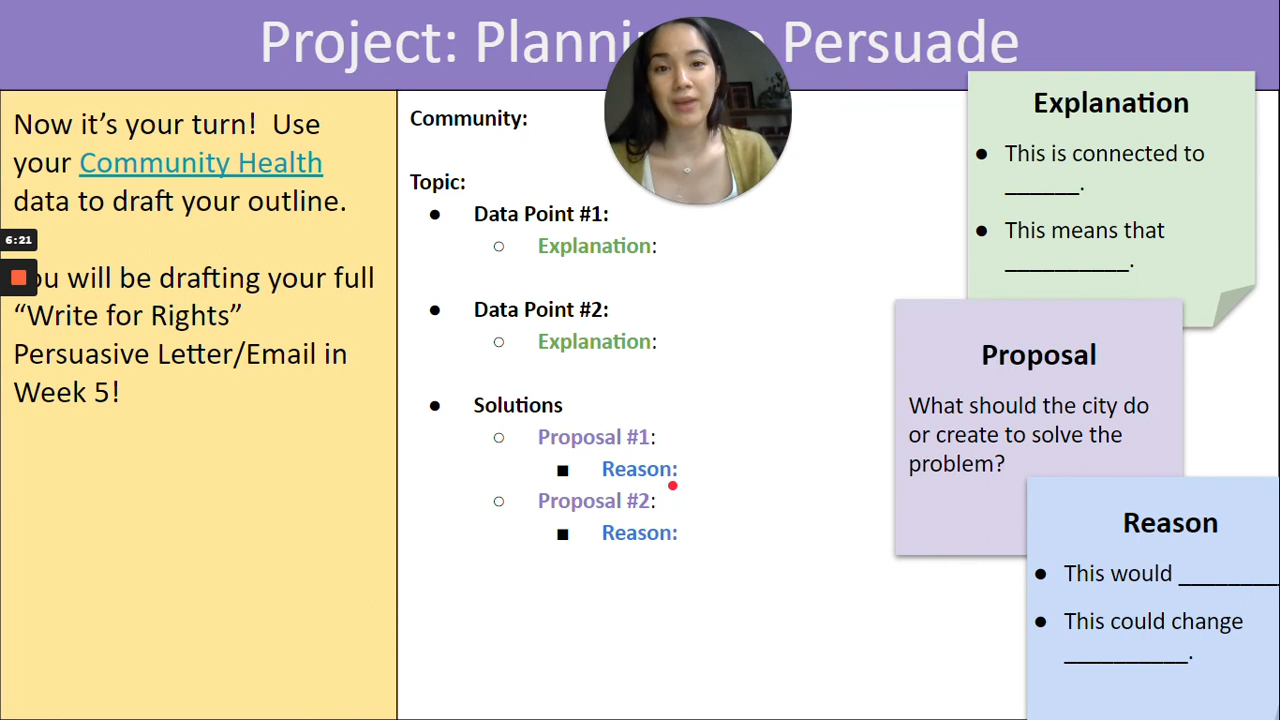 Project: Planni Persuade
Now it's your turn! Use
your Community Health
data to draft your outline.
6:21
ou will be drafting your full
“Write for Rights”
Persuasive Letter/Email in
Week 5!
Community:
Topic:
● Data Point #1:
○ Explanation:
● Data Point #2:
○ Explanation:
● Solutions
○ Proposal #1:
■ Reason:
○ Proposal #2:
■ Reason:
Explanation
● This is connected to
______.
● This means that
__________.
Proposal
What should the city do
or create to solve the
problem?
Reason
● This would ________
● This could change
__________.